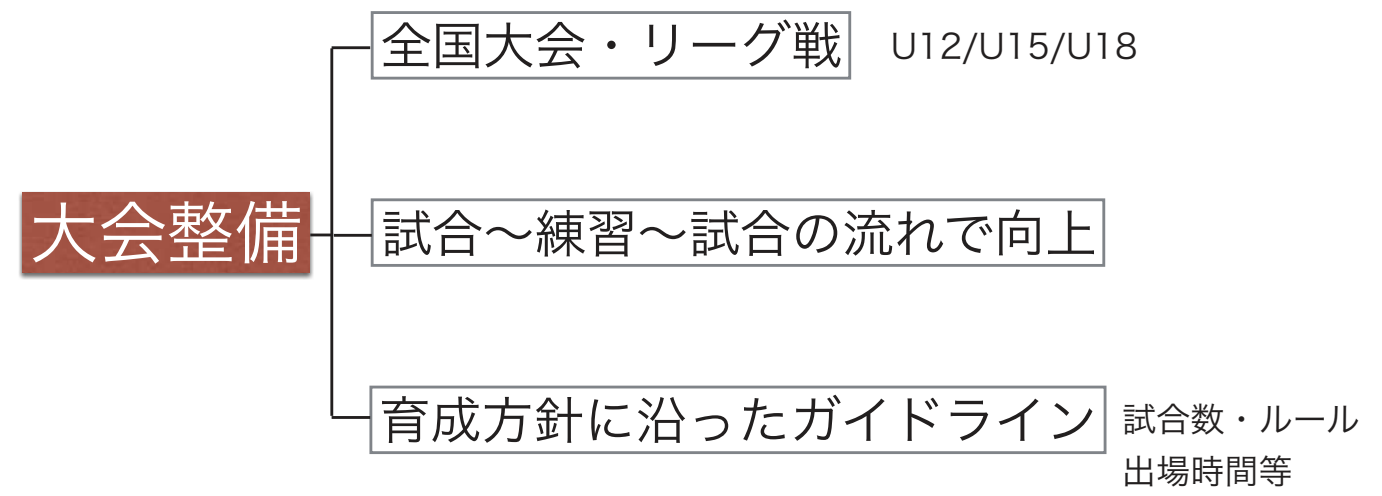 全国大会・リーグ戦 U12/U15/U18
大会整備
試合〜練習〜試合の流れで向上
育成方針に沿ったガイドライン
試合数・ルール
出場時間等